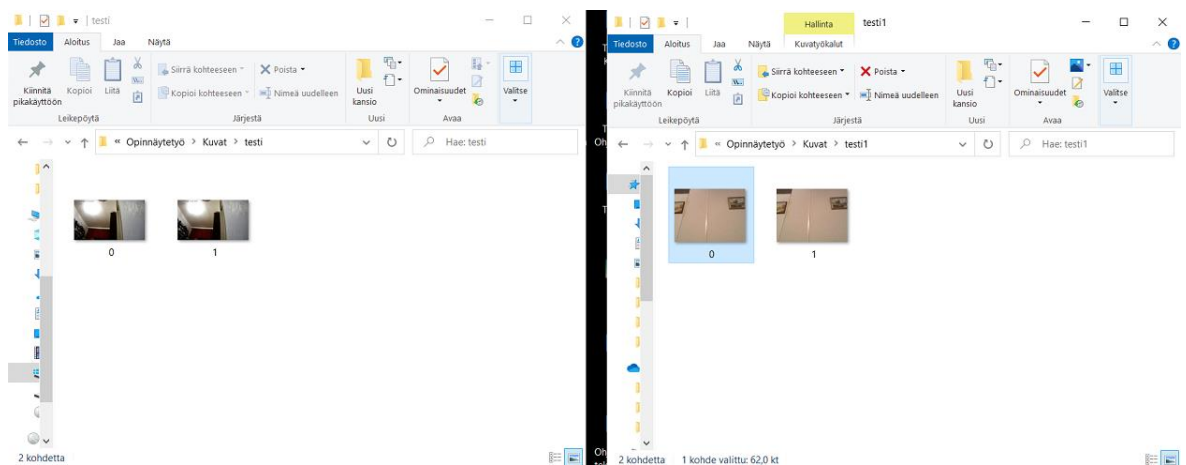 testi
Tiedosto Aloitus Jaa Näytä
Kiinnitä pikakäyttöön
Kopioi
Liitä
Siirrä kohteeseen
Kopioi kohteeseen
Poista
Nimeä uudelleen
Uusi kansio
Ominaisuudet
Valitse
Leikepöytä Järjestä Uusi Avaa
« Opinnäytetyö > Kuvat > testi
Hae: testi
0 1
2 kohdetta
Hallinta testi1
Tiedosto Aloitus Jaa Näytä Kuvatyökalut
Kiinnitä pikakäyttöön
Kopioi
Liitä
Siirrä kohteeseen
Kopioi kohteeseen
Poista
Nimeä uudelleen
Uusi kansio
Ominaisuudet
Valitse
Leikepöytä Järjestä Uusi Avaa
« Opinnäytetyö > Kuvat > testi1
Hae: testi1
0 1
2 kohdetta 1 kohde valittu: 62,0 kt